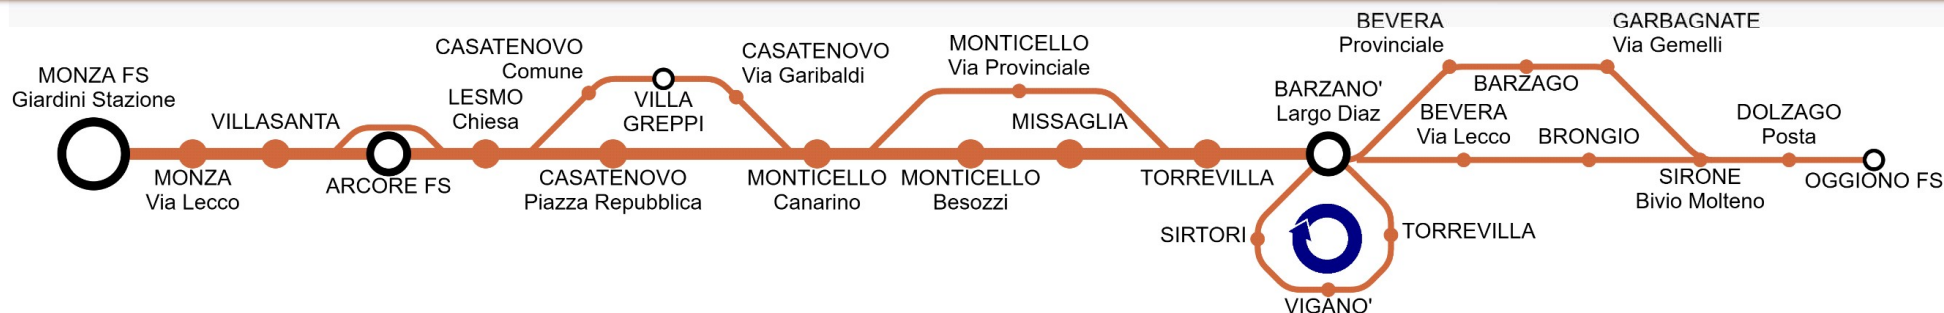 MONZA FS
Giardini Stazione
MONZA
Via Lecco
VILLASANTA
ARCORE FS
LESMO
Chiesa
CASATENOVO
Comune
VILLA
GREPPI
CASATENOVO
Via Garibaldi
CASATENOVO
Piazza Repubblica
MONTICELLO
Canarino
MONTICELLO
Via Provinciale
MONTICELLO
Besozzi
MISSAGLIA
TORREVILLA
BARZANO'
Largo Diaz
BEVERA
Provinciale
BARZAGO
GARBAGNATE
Via Gemelli
BEVERA
Via Lecco
BRONGIO
SIRONE
Bivio Molteno
DOLZAGO
Posta
OGGIONO FS
SIRTORI
TORREVILLA
VIGANO'